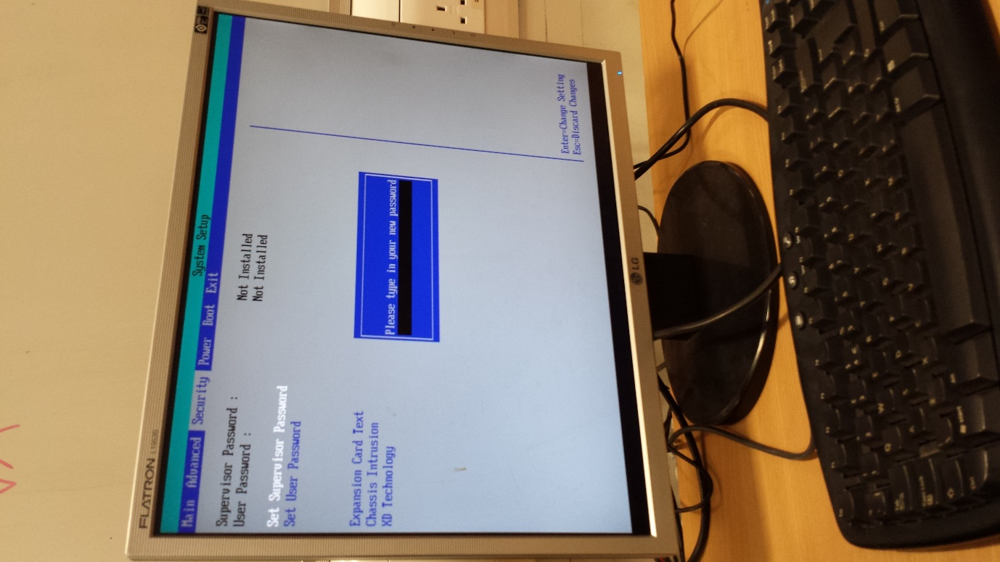 FLATRON
System Setup
Main Advanced Security Power Boot Exit
Supervisor Password : Not Installed
User Password : Not Installed
Set Supervisor Password
Set User Password
Please type in your new password
Expansion Card Text
Chassis Intrusion
XD Technology
Enter=Change Setting
Esc=Discard Changes
LG